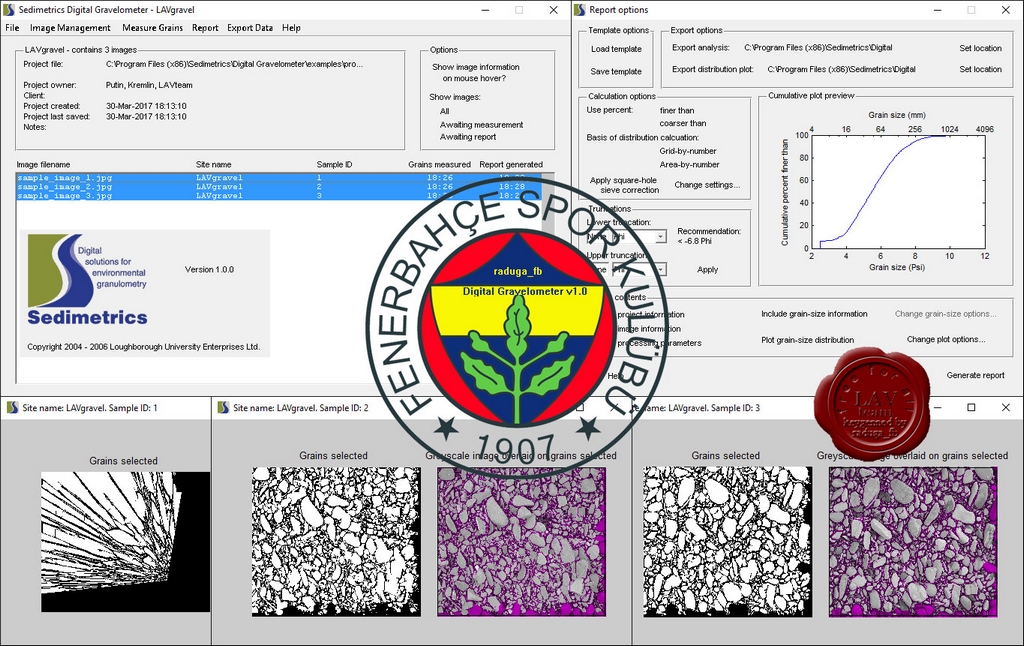 Sedimetrics Digital Gravelometer - LAVgravel
File Image Management Measure Grains Report Export Data Help
LAVgravel - contains 3 images
Project file: C:\Program Files (x86)\Sedimetrics\Digital Gravelometer\examples\pro...
Project owner: Putin, Kremlin, LAVteam
Client:
Project created: 30-Mar-2017 18:13:10
Project last saved: 30-Mar-2017 18:13:10
Notes:
Options
Show image information
on mouse hover?
Show images:
All
Awaiting measurement
Awaiting report
Image filename Site name Sample ID Grains measured Report generated
sample_image_1.jpg LAVgravel 1 18:26
sample_image_2.jpg LAVgravel 2 18:26 18:28
sample_image_3.jpg LAVgravel 3 18:26
Digital
solutions for
environmental
granulometry
Sedimetrics
Version 1.0.0
Copyright 2004 - 2006 Loughborough University Enterprises Ltd.
Report options
Template options
Load template
Save template
Export options
Export analysis: C:\Program Files (x86)\Sedimetrics\Digital Set location
Export distribution plot: C:\Program Files (x86)\Sedimetrics\Digital Set location
Calculation options
Use percent: finer than
coarser than
Basis of distribution calcuation:
Grid-by-number
Area-by-number
Apply square-hole
sieve correction
Change settings...
Truncations
Lower truncation:
None Phi
Recommendation:
< -6.8 Phi
Upper truncation:
Phi
Apply
contents
project information
image information
processing parameters
Help
Cumulative plot preview
Grain size (mm)
4 16 64 256 1024 4096
Cumulative percent finer than
100
80
60
40
20
0
2 4 6 8 10 12
Grain size (Psi)
Include grain-size information Change grain-size options...
Plot grain-size distribution Change plot options...
Generate report
FENERBAHÇE SPOR KULÜBÜ
1907
raduga_fb
Digital Gravelometer v1.0
LAV
team
keygenned by
raduga_fb
Site name: LAVgravel. Sample ID: 1
Grains selected
Site name: LAVgravel. Sample ID: 2
Grains selected
Greyscale image overlaid on grains selected
name: LAVgravel. Sample ID: 3
Grains selected
Greyscale image overlaid on grains selected